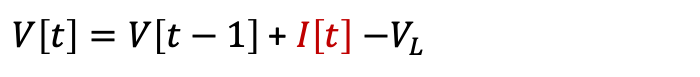 V[t] = V[t − 1] + I[t] −V_L